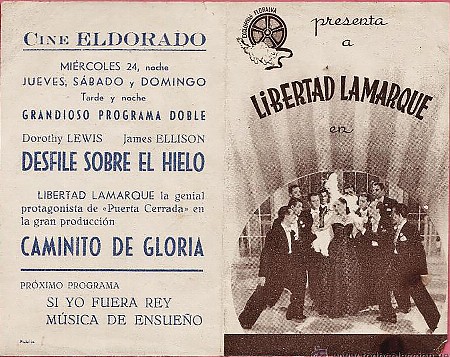 CINE ELDORADO
MIÉRCOLES 24, noche
JUEVES, SÁBADO y DOMINGO
Tarde y noche
GRANDIOSO PROGRAMA DOBLE
Dorothy LEWIS James ELLISON
DESFILE SOBRE EL HIELO
LIBERTAD LAMARQUE la genial
protagonista de «Puerta Cerrada» en
la gran producción
CAMINITO DE GLORIA
PRÓXIMO PROGRAMA
SI YO FUERA REY
MÚSICA DE ENSUEÑO
presenta
a
LIBERTAD LAMARQUE
en